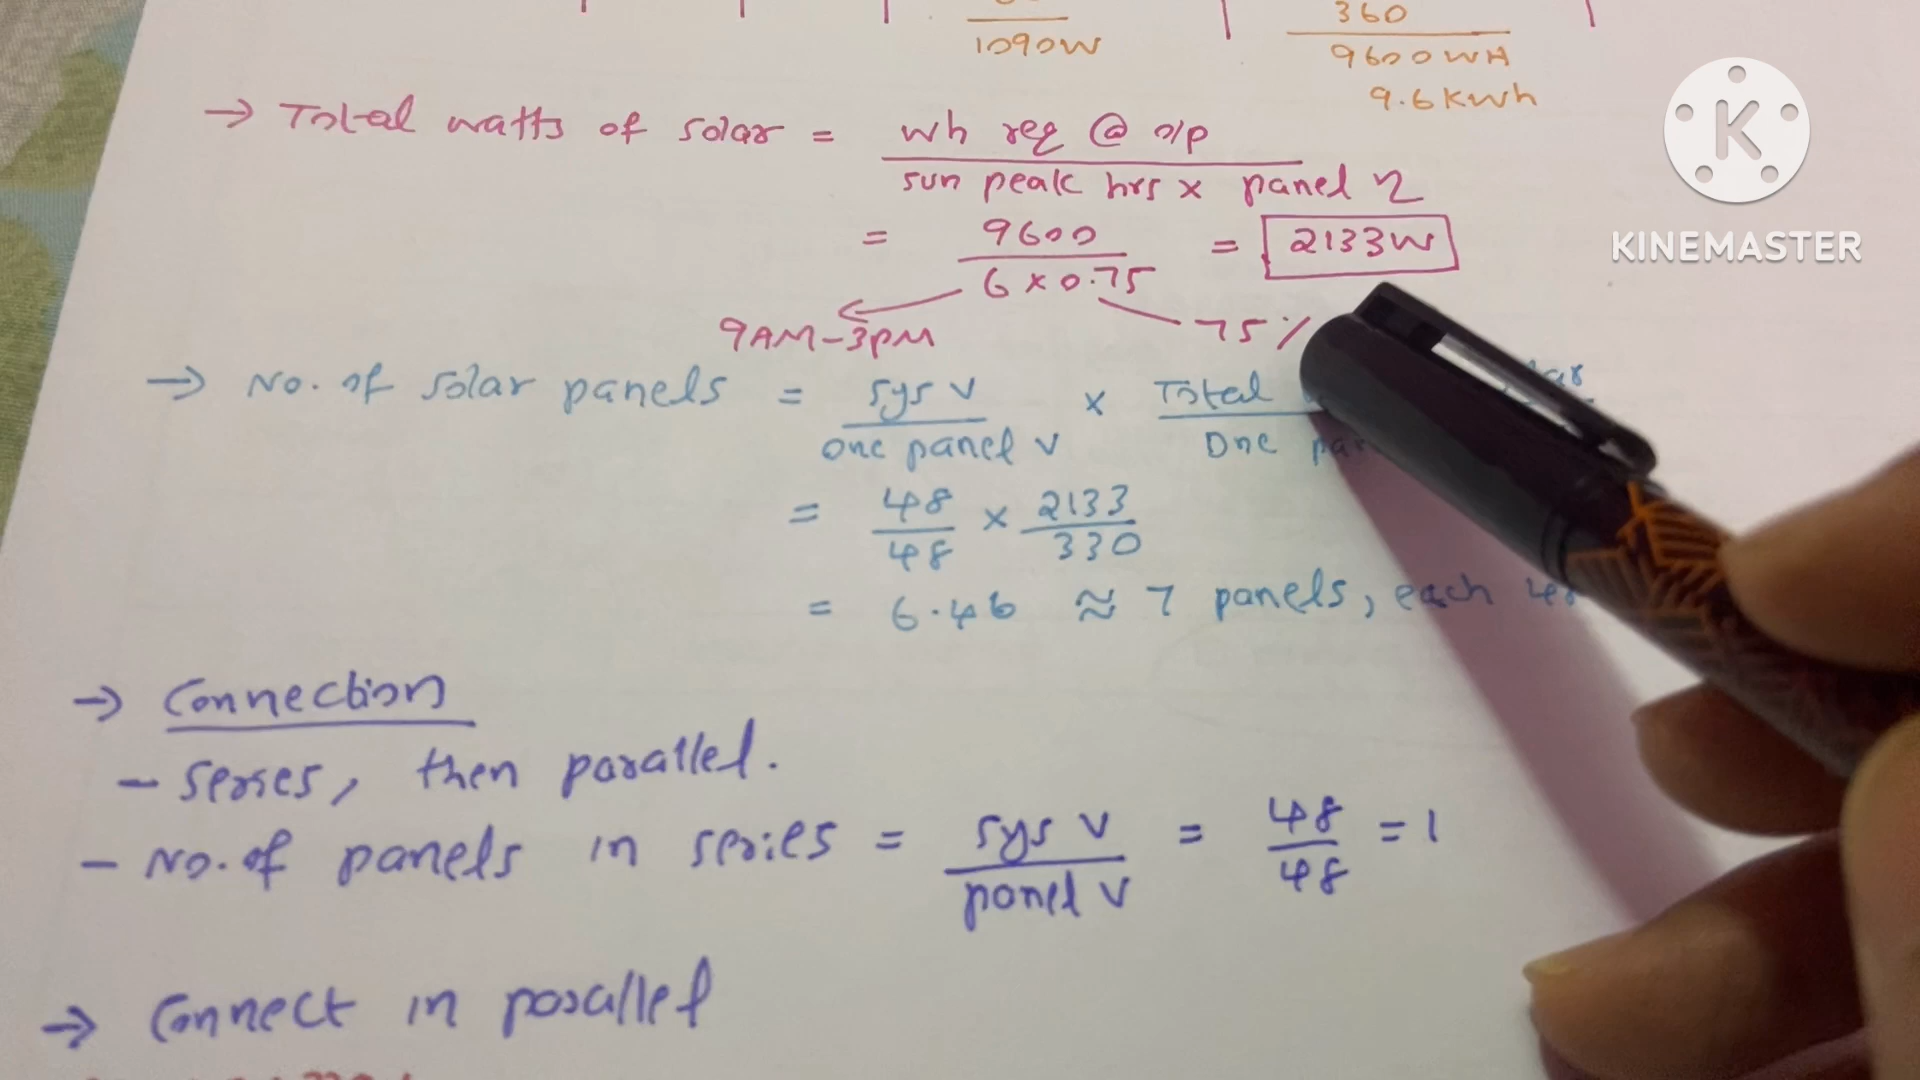 1090W
360
9600WH
9.6 KWh
→ Total watts of solar = wh req @ o/p
sun peak hrs x panel η
= 9600 = 2133W
6 x 0.75
9AM-3PM
75%
→ No. of solar panels = sys v x Total
One panel v One
= 48 x 2133
48 330
= 6.46 ≈ 7 panels, each
→ Connection
- series, then parallel.
- No. of panels in series = sys v = 48 = 1
panel v 48
→ Connect in parallel
KINEMASTER